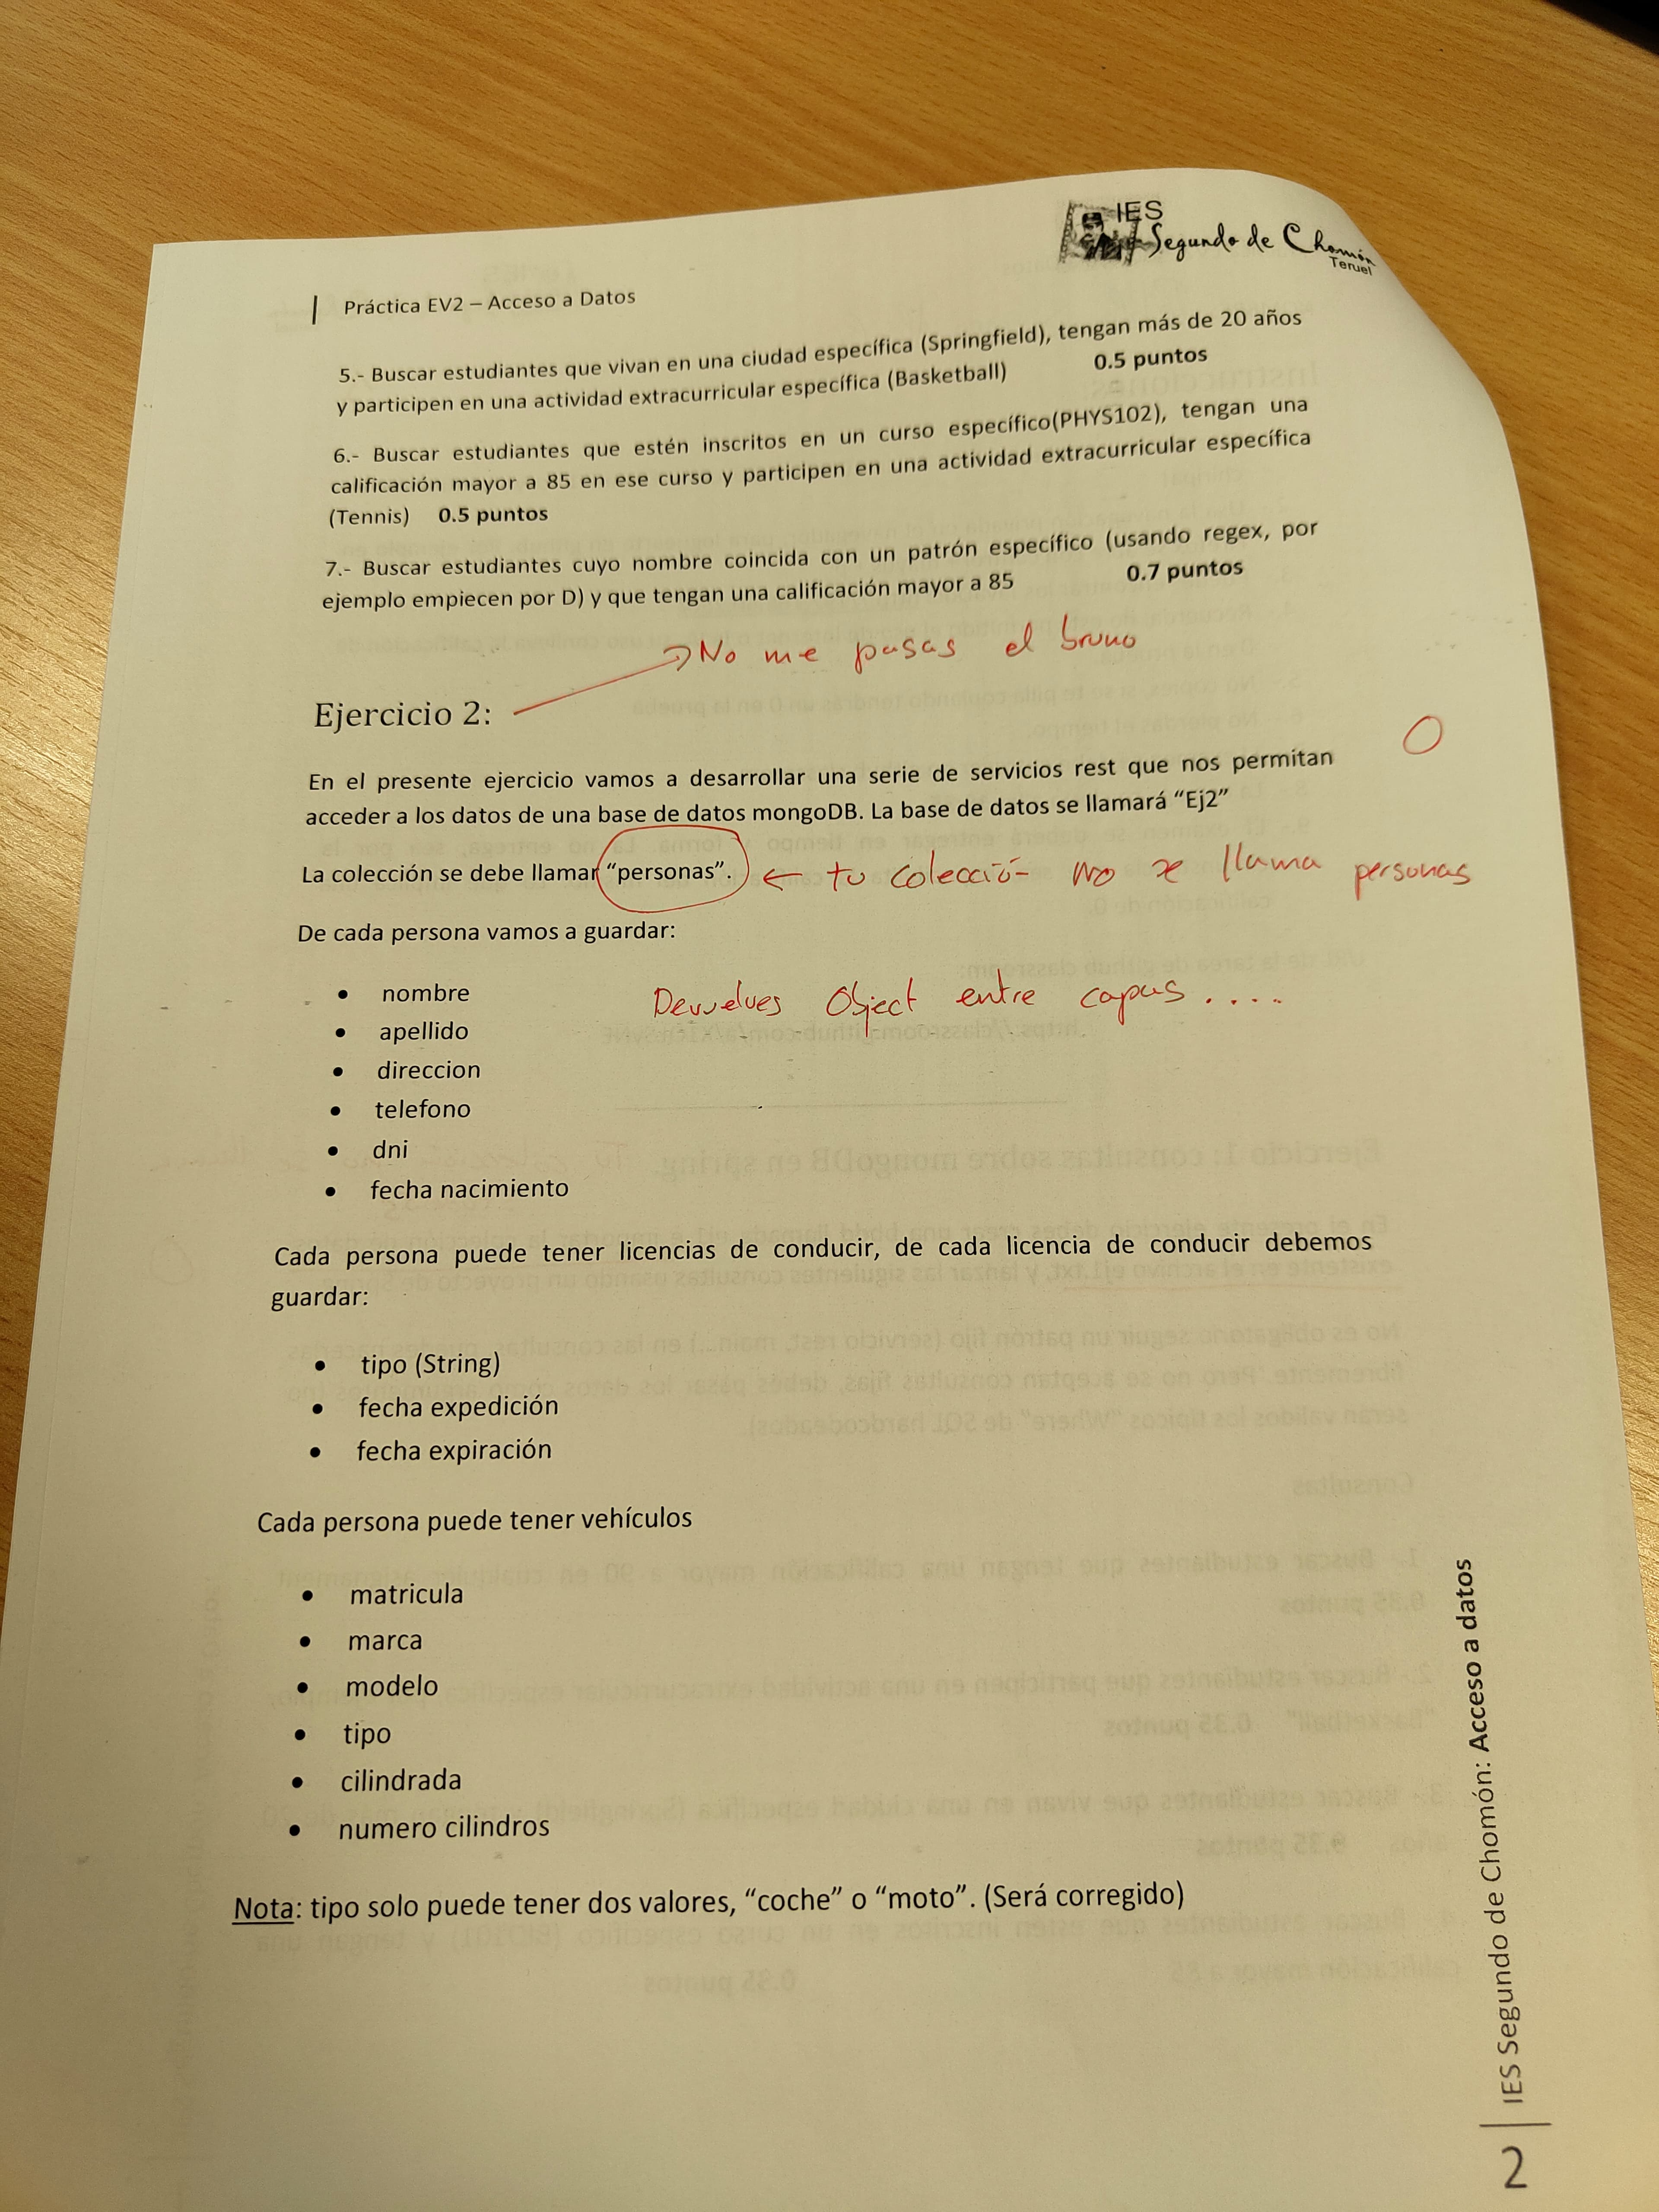 IES
Segundo de Chomón
Teruel
Práctica EV2 – Acceso a Datos
5.- Buscar estudiantes que vivan en una ciudad específica (Springfield), tengan más de 20 años
y participen en una actividad extracurricular específica (Basketball) 0.5 puntos
6.- Buscar estudiantes que estén inscritos en un curso específico(PHYS102), tengan una
calificación mayor a 85 en ese curso y participen en una actividad extracurricular específica
(Tennis) 0.5 puntos
7.- Buscar estudiantes cuyo nombre coincida con un patrón específico (usando regex, por
ejemplo empiecen por D) y que tengan una calificación mayor a 85 0.7 puntos
No me pasas el bruno
Ejercicio 2:
0
En el presente ejercicio vamos a desarrollar una serie de servicios rest que nos permitan
acceder a los datos de una base de datos mongoDB. La base de datos se llamará “Ej2”
La colección se debe llamar “personas”. ← tu colección no se llama personas
De cada persona vamos a guardar:
• nombre
Devuelves Object entre capas ....
• apellido
• direccion
• telefono
• dni
• fecha nacimiento
Cada persona puede tener licencias de conducir, de cada licencia de conducir debemos
guardar:
• tipo (String)
• fecha expedición
• fecha expiración
Cada persona puede tener vehículos
• matricula
• marca
• modelo
• tipo
• cilindrada
• numero cilindros
Nota: tipo solo puede tener dos valores, “coche” o “moto”. (Será corregido)
IES Segundo de Chomón: Acceso a datos
2